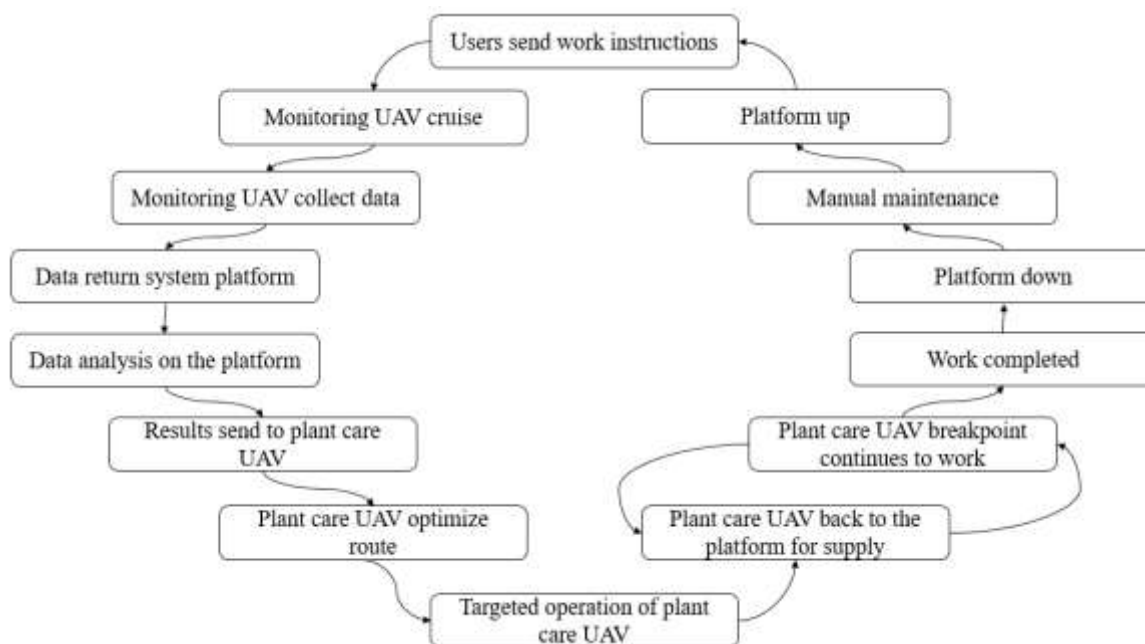 Users send work instructions
Monitoring UAV cruise
Monitoring UAV collect data
Data return system platform
Data analysis on the platform
Results send to plant care
UAV
Plant care UAV optimize
route
Targeted operation of plant
care UAV
Plant care UAV back to the
platform for supply
Plant care UAV breakpoint
continues to work
Work completed
Platform down
Manual maintenance
Platform up